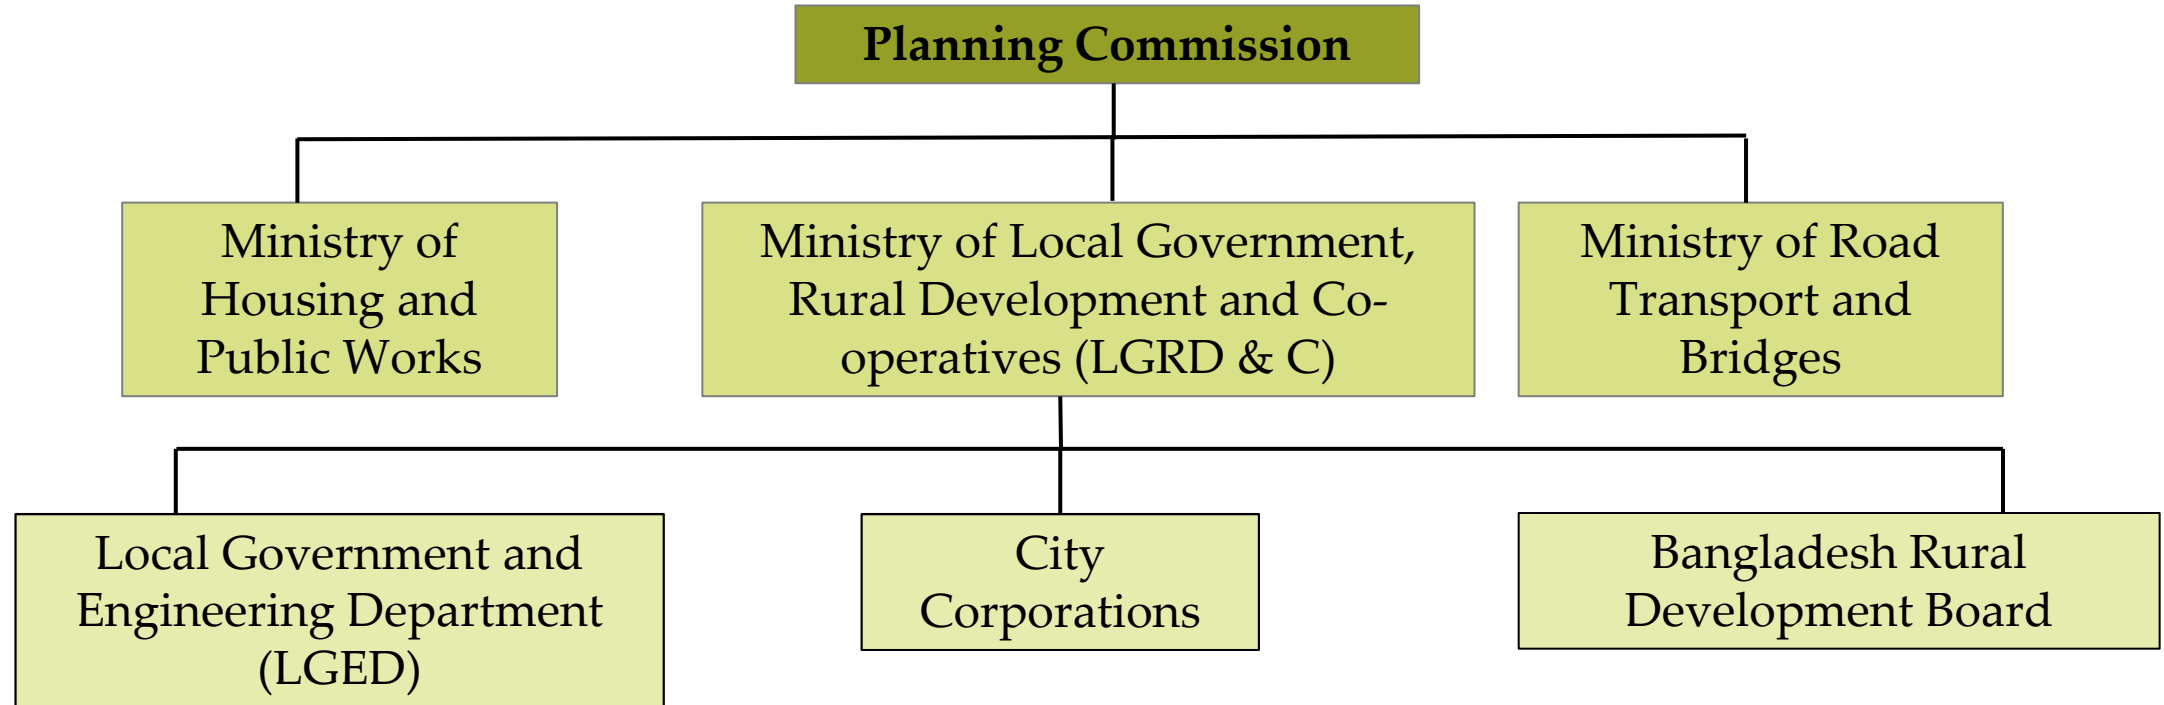 Planning Commission
Ministry of
Housing and
Public Works
Ministry of Local Government,
Rural Development and Co-
operatives (LGRD & C)
Ministry of Road
Transport and
Bridges
Local Government and
Engineering Department
(LGED)
City
Corporations
Bangladesh Rural
Development Board